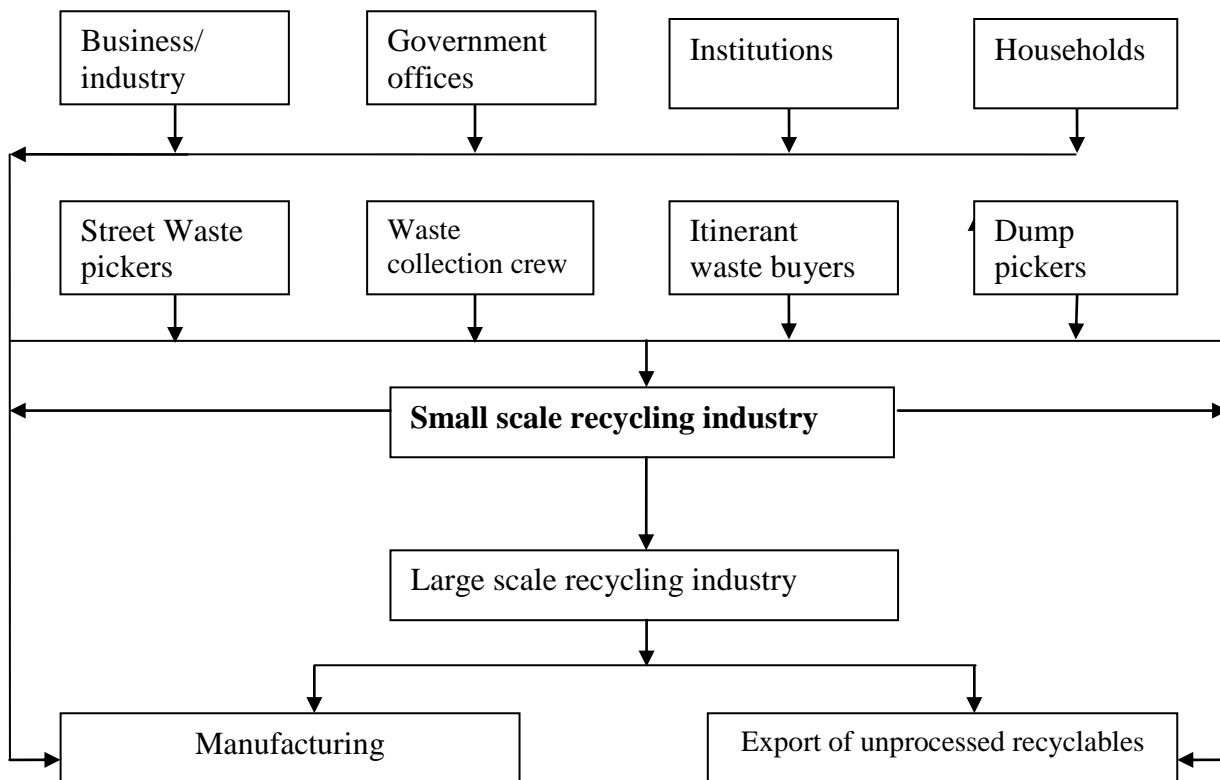 Business/
industry
Government
offices
Institutions
Households
Street Waste
pickers
Waste
collection crew
Itinerant
waste buyers
Dump
pickers
Small scale recycling industry
Large scale recycling industry
Manufacturing
Export of unprocessed recyclables